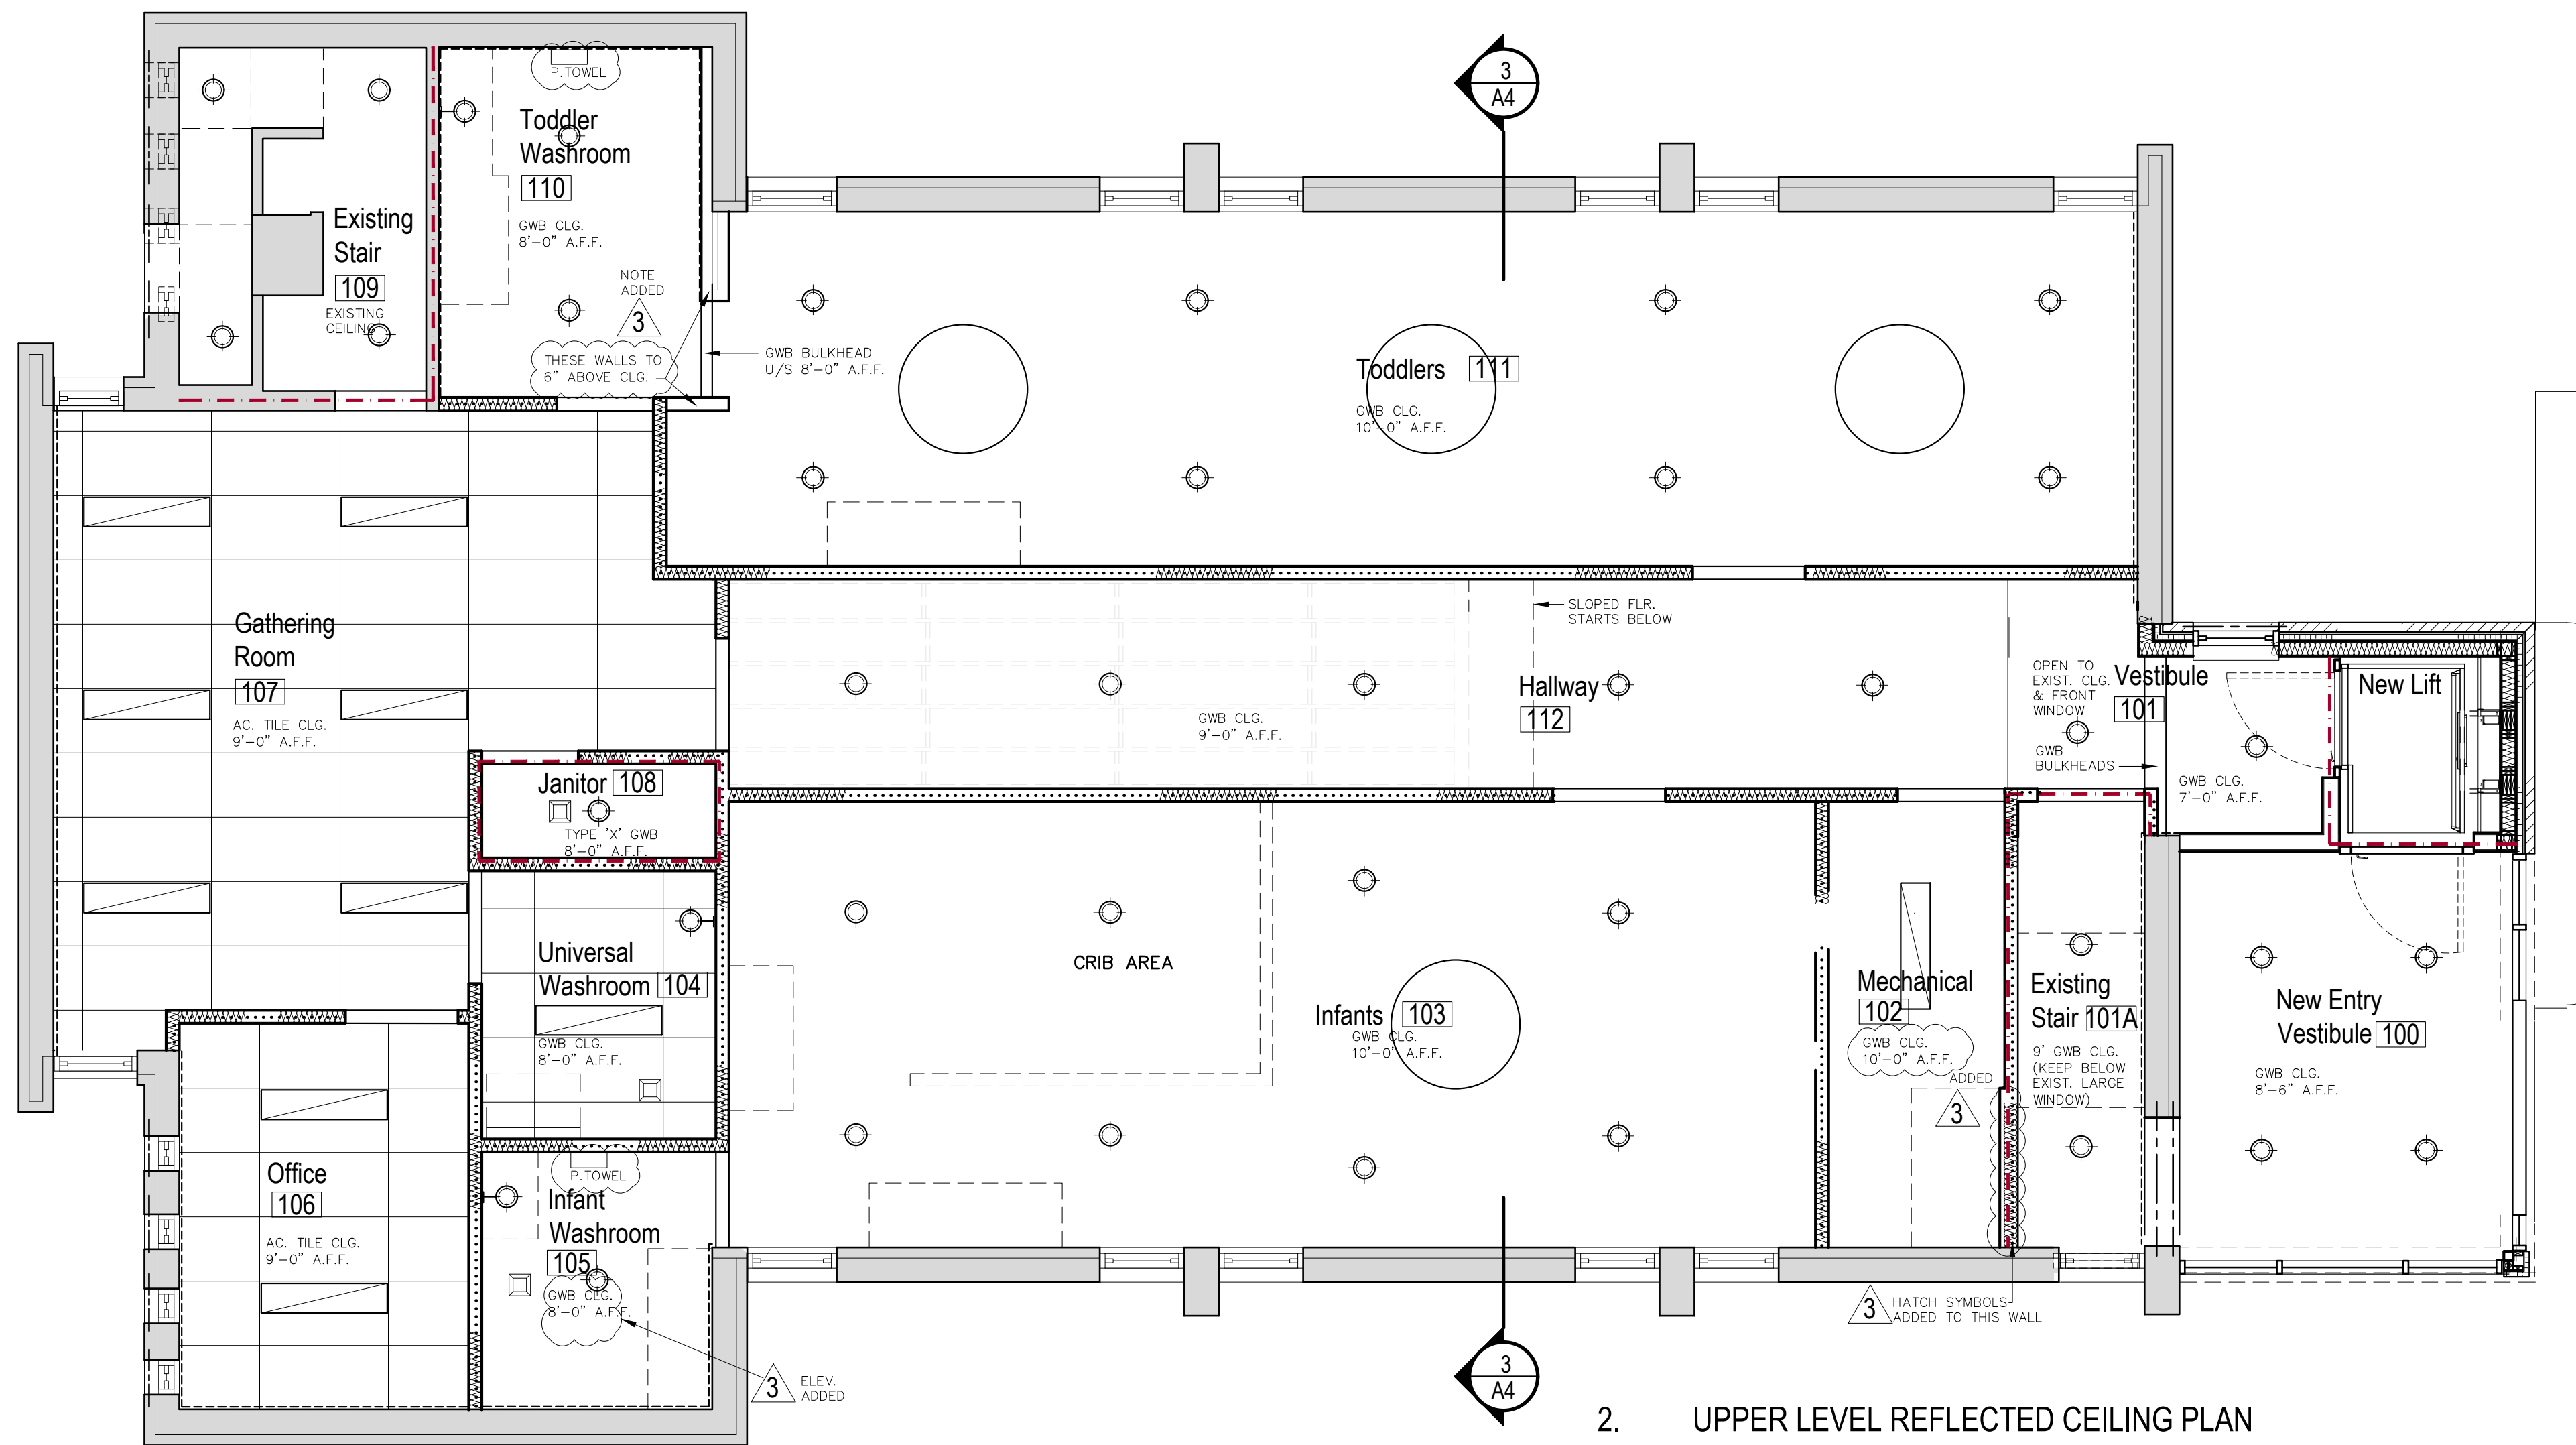 P.TOWEL
Toddler
Washroom
110
GWB CLG.
8'-0" A.F.F.
Existing
Stair
109
EXISTING
CEILING
NOTE
ADDED
3
THESE WALLS TO
6" ABOVE CLG.
GWB BULKHEAD
U/S 8'-0" A.F.F.
3
A4
Toddlers 111
GWB CLG.
10'-0" A.F.F.
Gathering
Room
107
AC. TILE CLG.
9'-0" A.F.F.
SLOPED FLR.
STARTS BELOW
Hallway
112
GWB CLG.
9'-0" A.F.F.
OPEN TO
EXIST. CLG.
& FRONT
WINDOW
Vestibule
101
GWB
BULKHEADS
GWB CLG.
7'-0" A.F.F.
New Lift
Janitor 108
TYPE 'X' GWB
8'-0" A.F.F.
Universal
Washroom 104
GWB CLG.
8'-0" A.F.F.
CRIB AREA
Infants 103
GWB CLG.
10'-0" A.F.F.
Mechanical
102
GWB CLG.
10'-0" A.F.F.
ADDED
3
Existing
Stair 101A
9' GWB CLG.
(KEEP BELOW
EXIST. LARGE
WINDOW)
New Entry
Vestibule 100
GWB CLG.
8'-6" A.F.F.
Office
106
AC. TILE CLG.
9'-0" A.F.F.
P.TOWEL
Infant
Washroom
105
GWB CLG.
8'-0" A.F.F.
3
ELEV.
ADDED
3
HATCH SYMBOLS
ADDED TO THIS WALL
3
A4
2. UPPER LEVEL REFLECTED CEILING PLAN